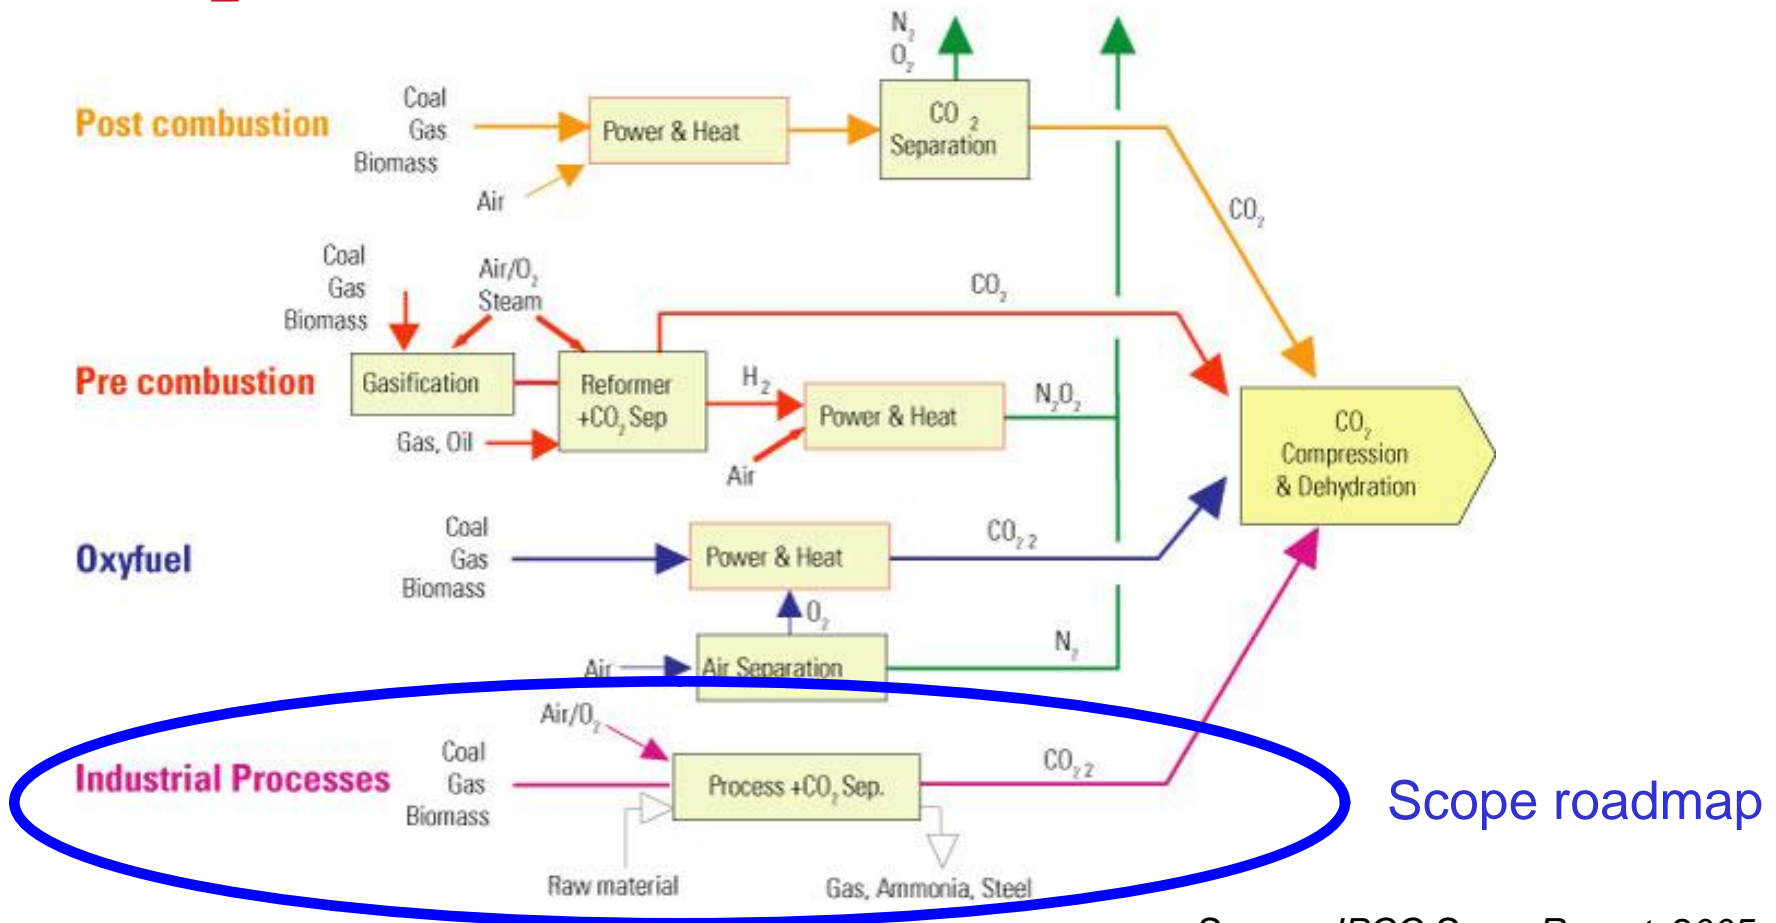 N₂
O₂
Post combustion
Coal
Gas
Biomass
Air
Power & Heat
CO ₂
Separation
CO₂
Pre combustion
Coal
Gas
Biomass
Air/O₂
Steam
Gasification
Gas, Oil
Reformer
+CO₂ Sep
CO₂
H₂
Air
Power & Heat
N₂O₂
CO₂
Compression
& Dehydration
Oxyfuel
Coal
Gas
Biomass
Power & Heat
CO₂ ₂
O₂
Air
Air Separation
N₂
Industrial Processes
Air/O₂
Coal
Gas
Biomass
Process +CO₂ Sep.
CO₂ ₂
Raw material
Gas, Ammonia, Steel
Scope roadmap